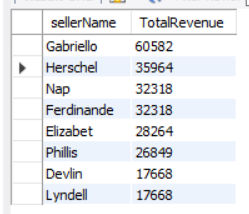 sellerName TotalRevenue
Gabriello 60582
Herschel 35964
Nap 32318
Ferdinande 32318
Elizabet 28264
Phillis 26849
Devlin 17668
Lyndell 17668